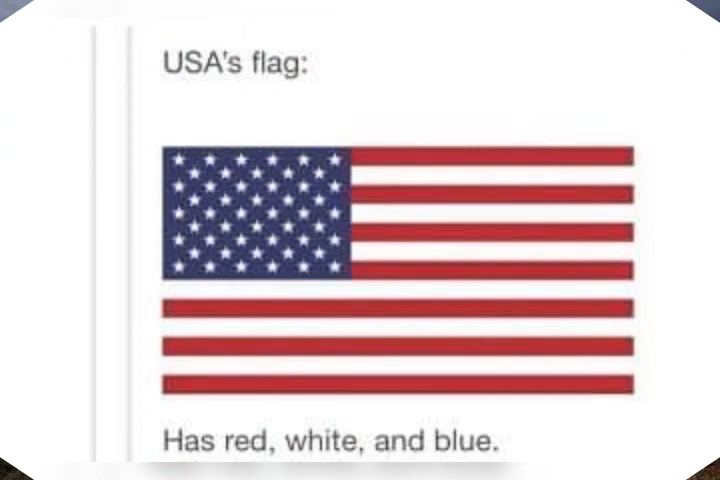 USA's flag:
Has red, white, and blue.